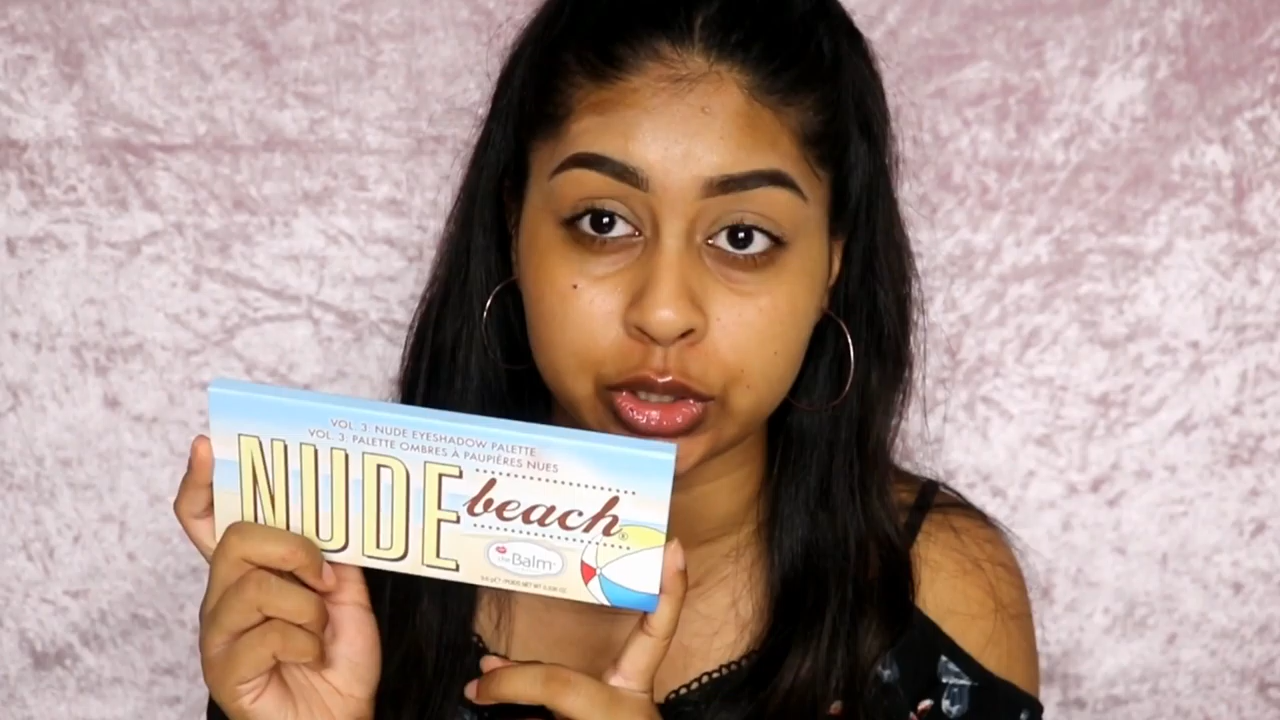 VOL. 3: NUDE EYESHADOW PALETTE
VOL. 3: PALETTE OMBRES À PAUPIÈRES NUES
NUDE beach®
theBalm